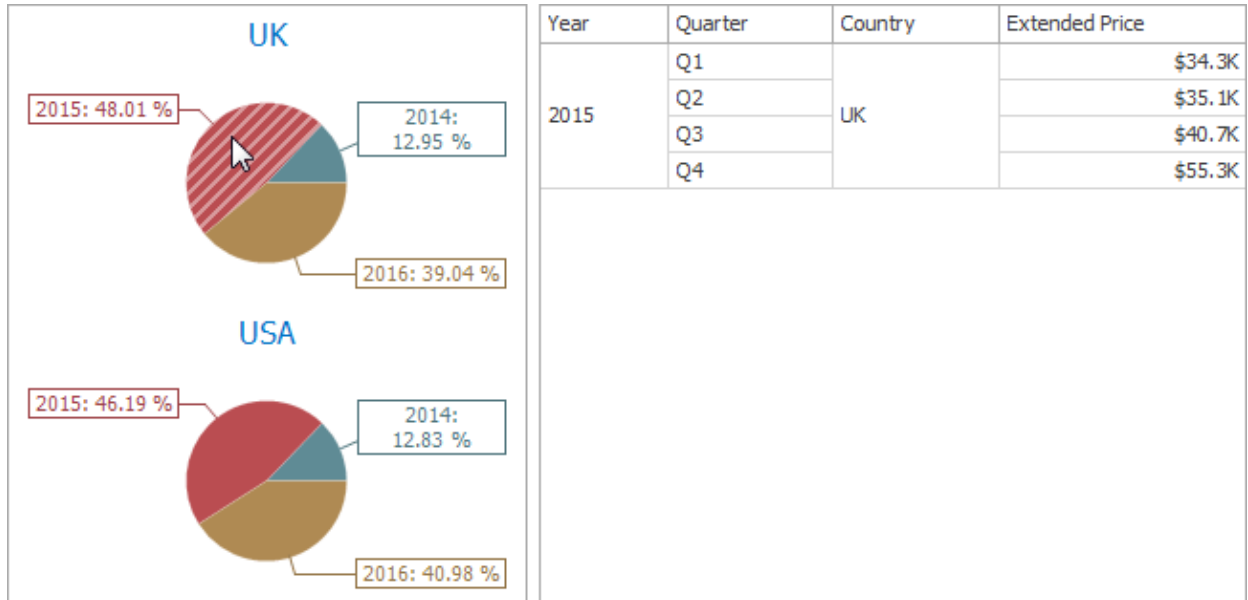 UK
2015: 48.01 %
2014:
12.95 %
2016: 39.04 %
USA
2015: 46.19 %
2014:
12.83 %
2016: 40.98 %
Year Quarter Country Extended Price
2015 UK
Q1 $34.3K
Q2 $35.1K
Q3 $40.7K
Q4 $55.3K